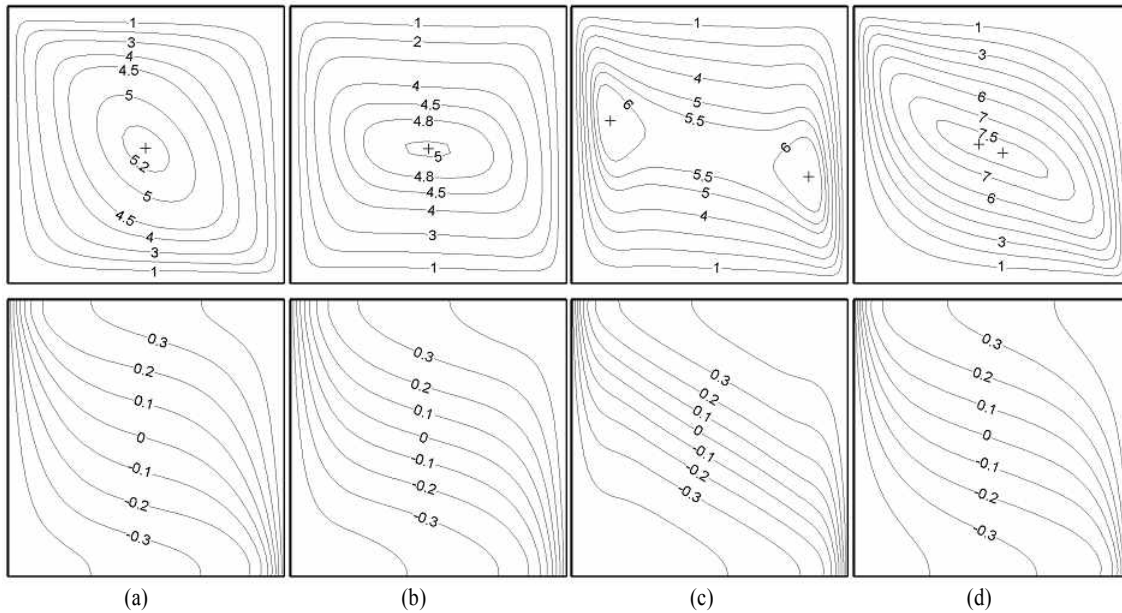 1 1 1 1
3 2 4 3
4 4 5 6
4.5 4.5 5.5 7
5 4.8 6 7.5
5.2 5 6 7
5 4.8 5.5 6
4.5 4.5 5 3
4 4 4 1
3 3 1
1 1
0.3 0.3 0.3 0.3
0.2 0.2 0.2 0.2
0.1 0.1 0.1 0.1
0 0 0 0
-0.1 -0.1 -0.1 -0.1
-0.2 -0.2 -0.2 -0.2
-0.3 -0.3 -0.3 -0.3
(a) (b) (c) (d)